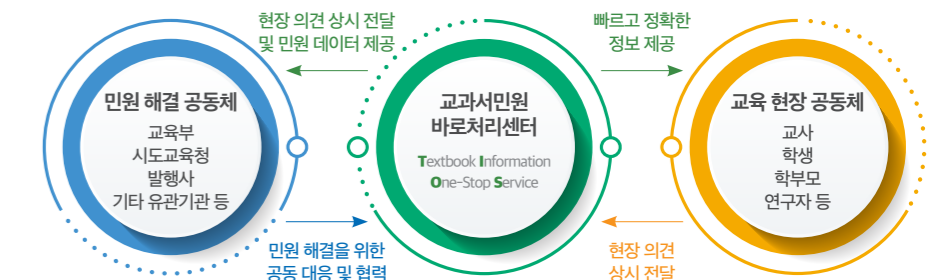 현장 의견 상시 전달
및 민원 데이터 제공
빠르고 정확한
정보 제공
민원 해결 공동체
교육부
시도교육청
발행사
기타 유관기관 등
교과서민원
바로처리센터
Textbook Information
One-Stop Service
교육 현장 공동체
교사
학생
학부모
연구자 등
민원 해결을 위한
공동 대응 및 협력
현장 의견
상시 전달